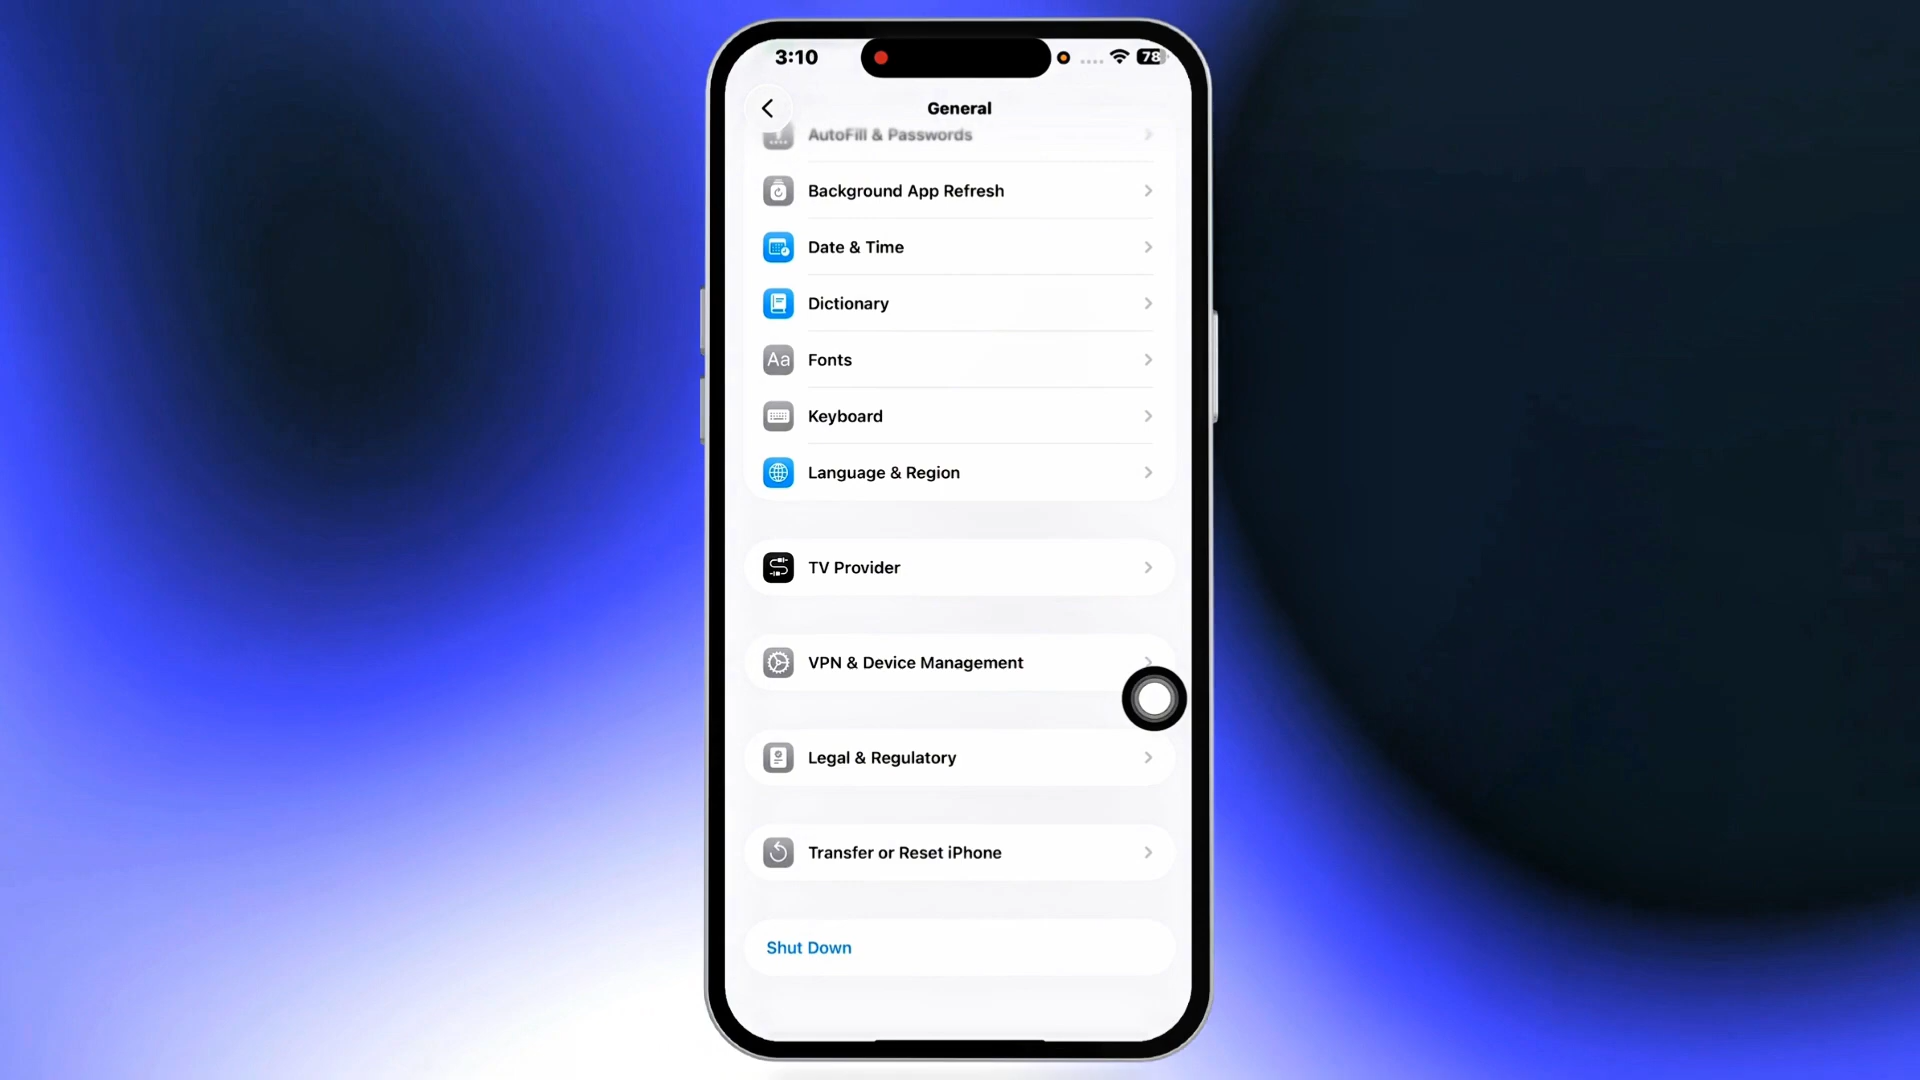 3:10
78
General
AutoFill & Passwords
Background App Refresh
Date & Time
Dictionary
Aa Fonts
Keyboard
Language & Region
TV Provider
VPN & Device Management
Legal & Regulatory
Transfer or Reset iPhone
Shut Down